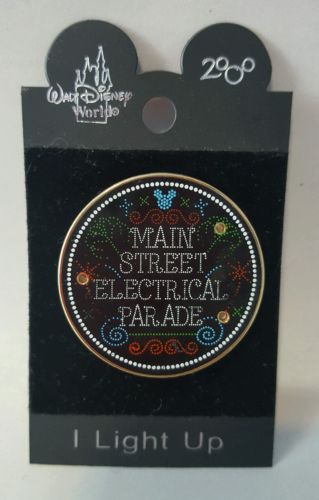 WALT DISNEY
World®
2000
MAIN
STREET
ELECTRICAL
PARADE
I Light Up